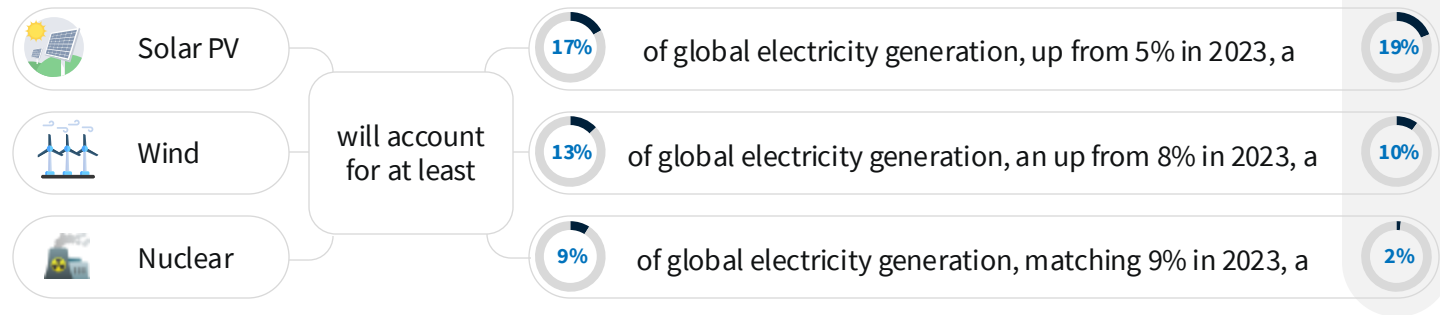 Solar PV
17%
of global electricity generation, up from 5% in 2023, a
19%
will account
for at least
Wind
13%
of global electricity generation, an up from 8% in 2023, a
10%
Nuclear
9%
of global electricity generation, matching 9% in 2023, a
2%